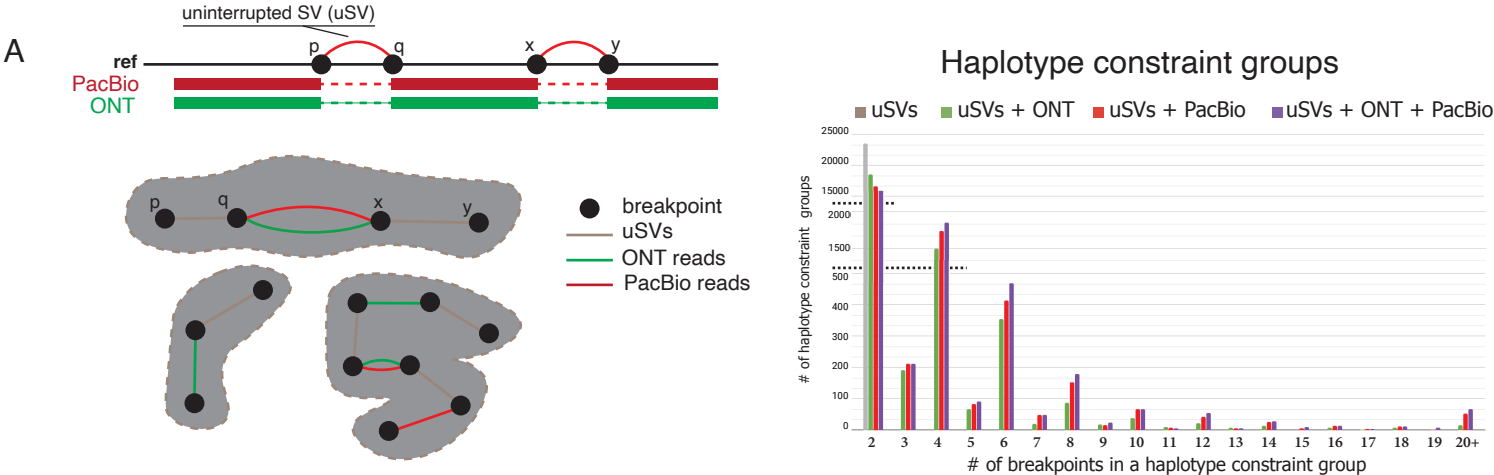 A
uninterrupted SV (uSV)
p q x y
ref
PacBio
ONT
p q x y
breakpoint
uSVs
ONT reads
PacBio reads
Haplotype constraint groups
uSVs uSVs + ONT uSVs + PacBio uSVs + ONT + PacBio
# of haplotype constraint groups
25000
20000
15000
2000
1500
500
400
300
200
100
0
2 3 4 5 6 7 8 9 10 11 12 13 14 15 16 17 18 19 20+
# of breakpoints in a haplotype constraint group